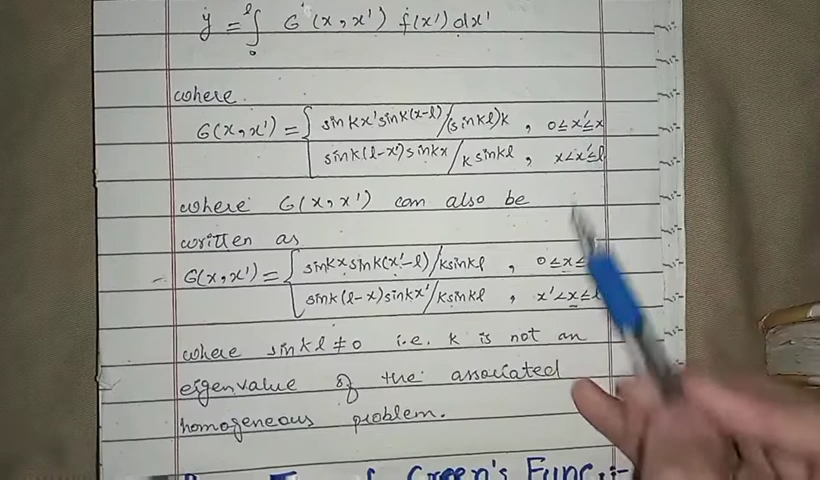 y = ∫₀ˡ G(x, x') f(x') dx'
where
G(x, x') = { sin kx' sin k(x-l)/(sin kl)k , 0 ≤ x' ≤ x
sin k(l-x') sin kx / k sin kl , x < x' ≤ l
where G(x, x') can also be
written as
G(x, x') = { sin kx sin k(x'-l)/k sin kl , 0 ≤ x ≤
sin k(l-x) sin kx'/k sin kl , x' < x ≤ l
where sin kl ≠ 0 i.e. k is not an
eigenvalue of the associated
homogeneous problem.
Green's Func